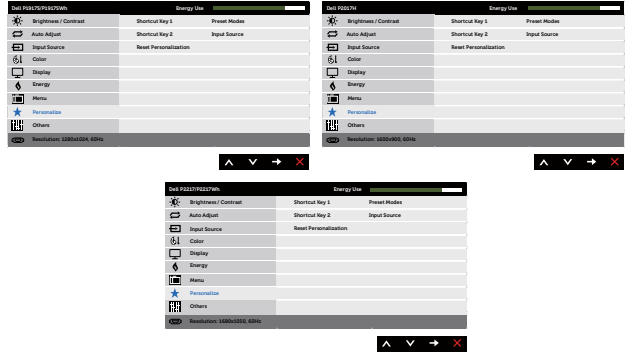 Dell P1917S/P1917SWh Energy Use
Brightness / Contrast Shortcut Key 1 Preset Modes
Auto Adjust Shortcut Key 2 Input Source
Input Source Reset Personalization
Color
Display
Energy
Menu
Personalize
Others
Resolution: 1280x1024, 60Hz
Dell P2017H Energy Use
Brightness / Contrast Shortcut Key 1 Preset Modes
Auto Adjust Shortcut Key 2 Input Source
Input Source Reset Personalization
Color
Display
Energy
Menu
Personalize
Others
Resolution: 1600x900, 60Hz
Dell P2217/P2217Wh Energy Use
Brightness / Contrast Shortcut Key 1 Preset Modes
Auto Adjust Shortcut Key 2 Input Source
Input Source Reset Personalization
Color
Display
Energy
Menu
Personalize
Others
Resolution: 1680x1050, 60Hz